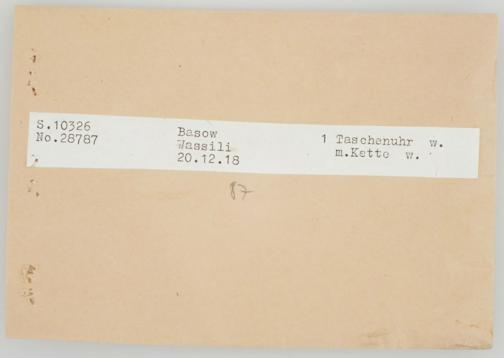 S.10326
No.28787
Basow
Wassili
20.12.18
1 Taschenuhr w.
m.Kette w.
87